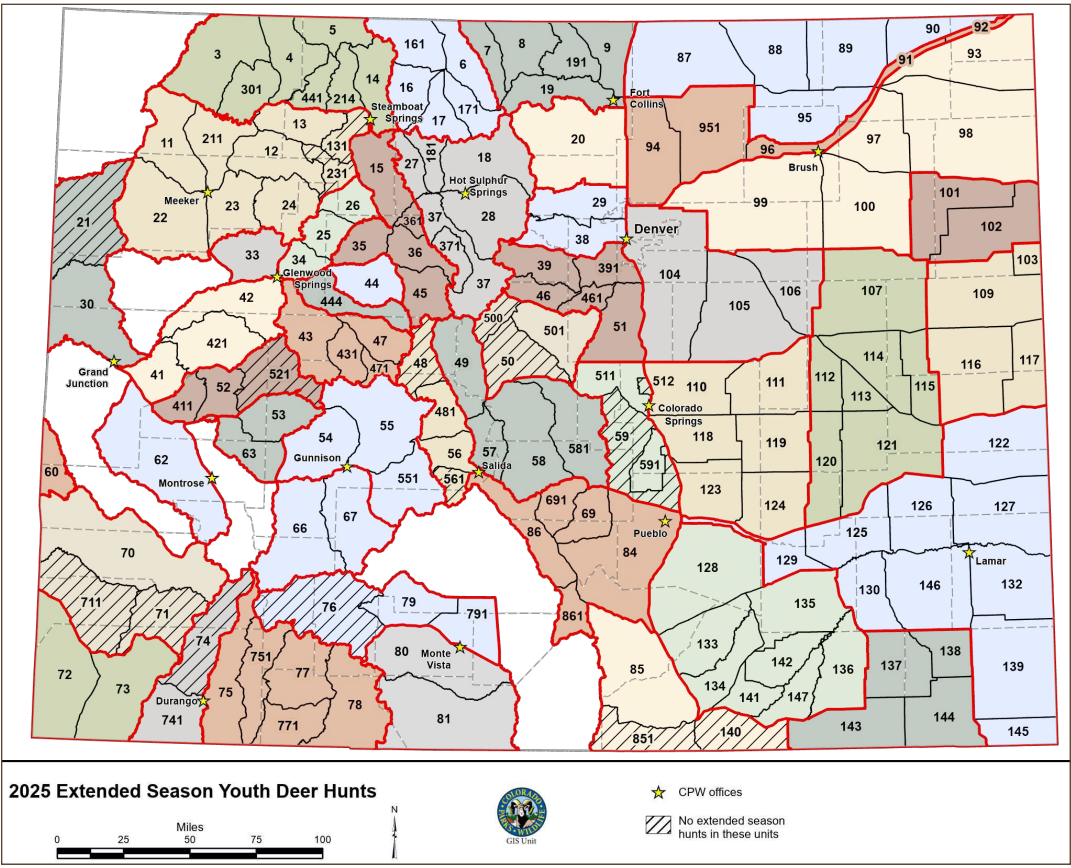 5 90 92
3 4 161 6 7 8 9 87 88 89 91 93
191
301 441 214 14 16 171 19 Fort
Collins
Steamboat
Springs
17 951 95
11 211 13 131 181 20 94 96 97 98
12 15 27 18 Brush
231 Hot Sulphur
Springs
21 Meeker 101
22 23 24 26 37 28 29 99 100 102
25 35 361 36 371 38 Denver
33 34 Glenwood
Springs
39 391 104 103
30 42 44 444 45 37 46 461 105 106 107 109
500
421 43 431 47 471 48 49 50 501 51
Grand
Junction
41 52 521 511 512 110 111 112 114 113 115 116 117
411 53 481 Colorado
Springs
60 62 63 54 55 56 57 58 581 59 591 118 119 120 121 122
Montrose Gunnison 551 561 Salida
123 124 126 127
66 67 86 691 69 84 Pueblo 125
70 128 129 Lamar
711 71 74 76 79 791 861 135 130 146 132
72 73 75 751 77 78 80 Monte
Vista
85 133 142 136 137 138 139
134 141 147
Durango
741 771 81 851 140 143 144 145
2025 Extended Season Youth Deer Hunts
Miles
0 25 50 75 100
N
COLORADO
PARKS & WILDLIFE
GIS Unit
CPW offices
No extended season
hunts in these units